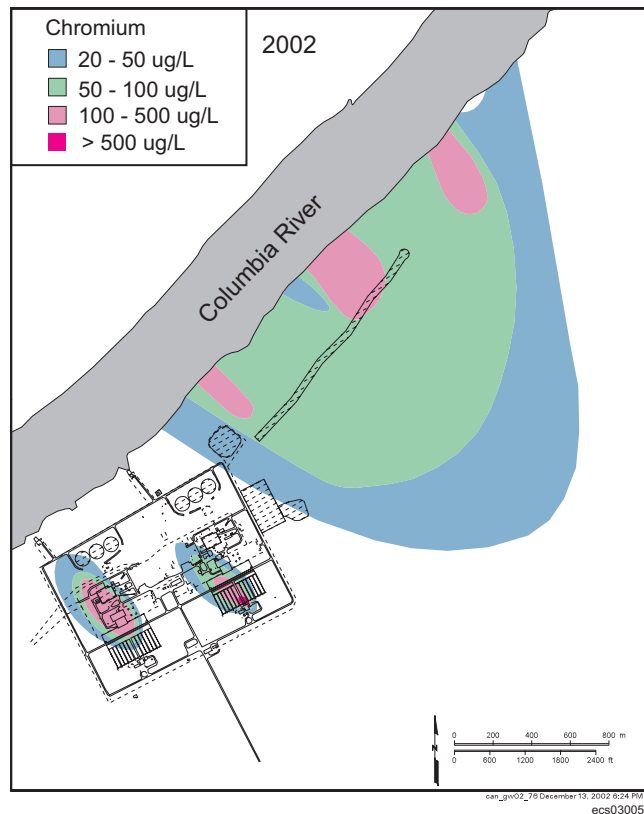 Chromium
20 - 50 ug/L
50 - 100 ug/L
100 - 500 ug/L
> 500 ug/L
2002
Columbia River
N
0 200 400 600 800 m
0 600 1200 1800 2400 ft
can_gw02_76 December 13, 2002 6:24 PM
ecs03005